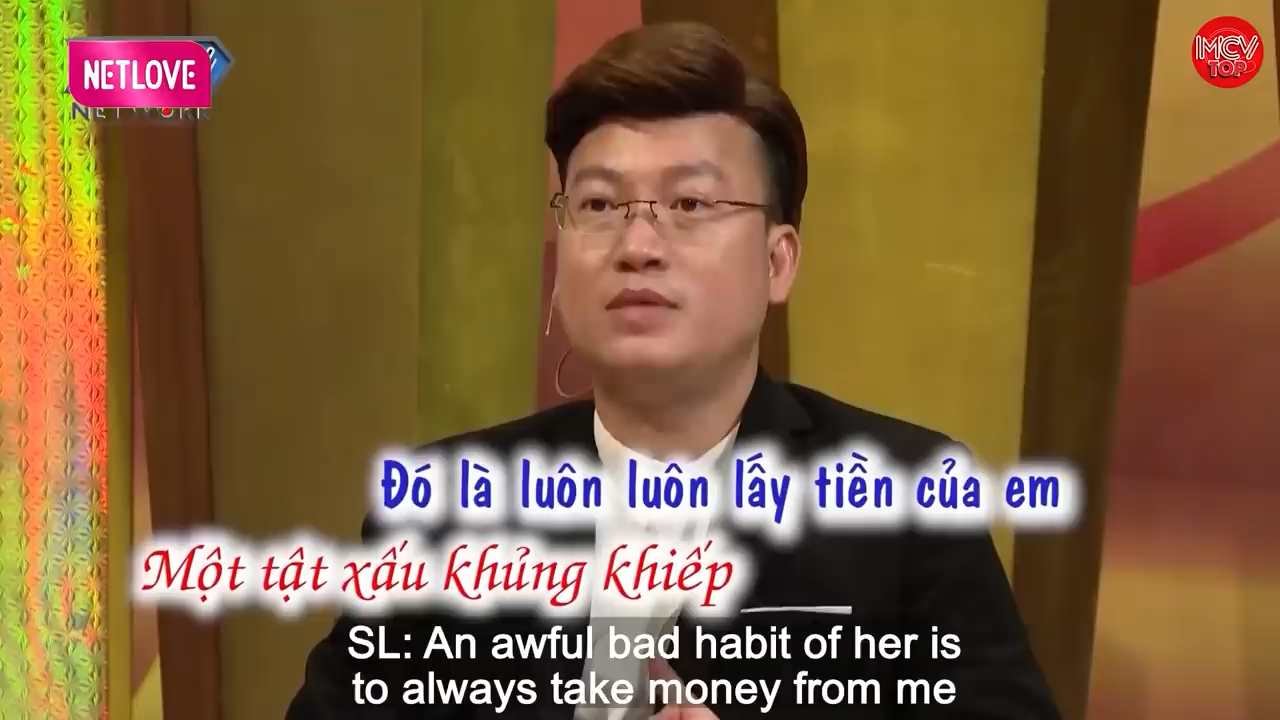 NETLOVE
NETWORK
MCV
TOP
Đó là luôn luôn lấy tiền của em
Một tật xấu khủng khiếp
SL: An awful bad habit of her is
to always take money from me